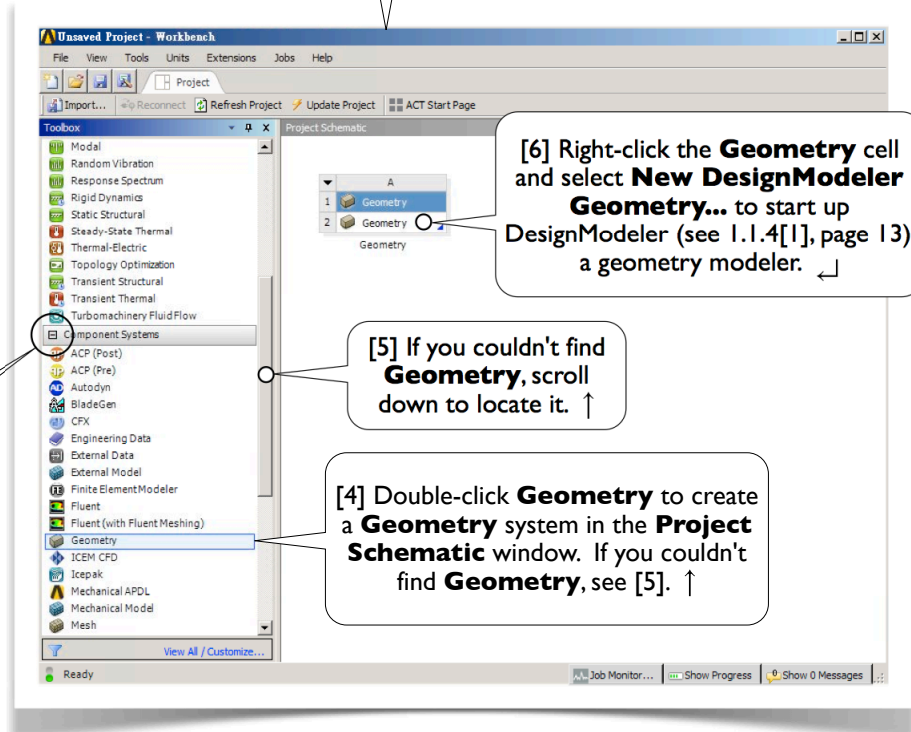 Unsaved Project - Workbench
File View Tools Units Extensions Jobs Help
Project
Import... Reconnect Refresh Project Update Project ACT Start Page
Toolbox
Modal
Random Vibration
Response Spectrum
Rigid Dynamics
Static Structural
Steady-State Thermal
Thermal-Electric
Topology Optimization
Transient Structural
Transient Thermal
Turbomachinery Fluid Flow
Component Systems
ACP (Post)
ACP (Pre)
Autodyn
BladeGen
CFX
Engineering Data
External Data
External Model
Finite Element Modeler
Fluent
Fluent (with Fluent Meshing)
Geometry
ICEM CFD
Icepak
Mechanical APDL
Mechanical Model
Mesh
View All / Customize...
Project Schematic
A
1 Geometry
2 Geometry
Geometry
[6] Right-click the Geometry cell
and select New DesignModeler
Geometry... to start up
DesignModeler (see 1.1.4[1], page 13)
a geometry modeler. ↵
[5] If you couldn't find
Geometry, scroll
down to locate it. ↑
[4] Double-click Geometry to create
a Geometry system in the Project
Schematic window. If you couldn't
find Geometry, see [5]. ↑
Ready
Job Monitor... Show Progress Show 0 Messages